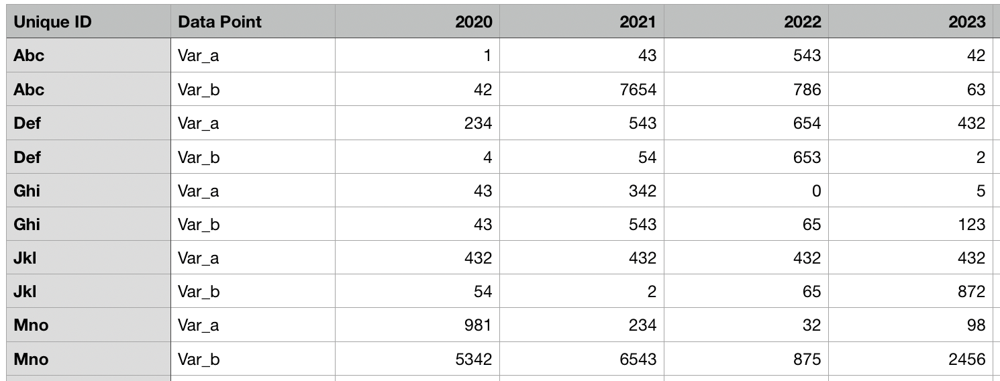 Unique ID Data Point 2020 2021 2022 2023
Abc Var_a 1 43 543 42
Abc Var_b 42 7654 786 63
Def Var_a 234 543 654 432
Def Var_b 4 54 653 2
Ghi Var_a 43 342 0 5
Ghi Var_b 43 543 65 123
Jkl Var_a 432 432 432 432
Jkl Var_b 54 2 65 872
Mno Var_a 981 234 32 98
Mno Var_b 5342 6543 875 2456